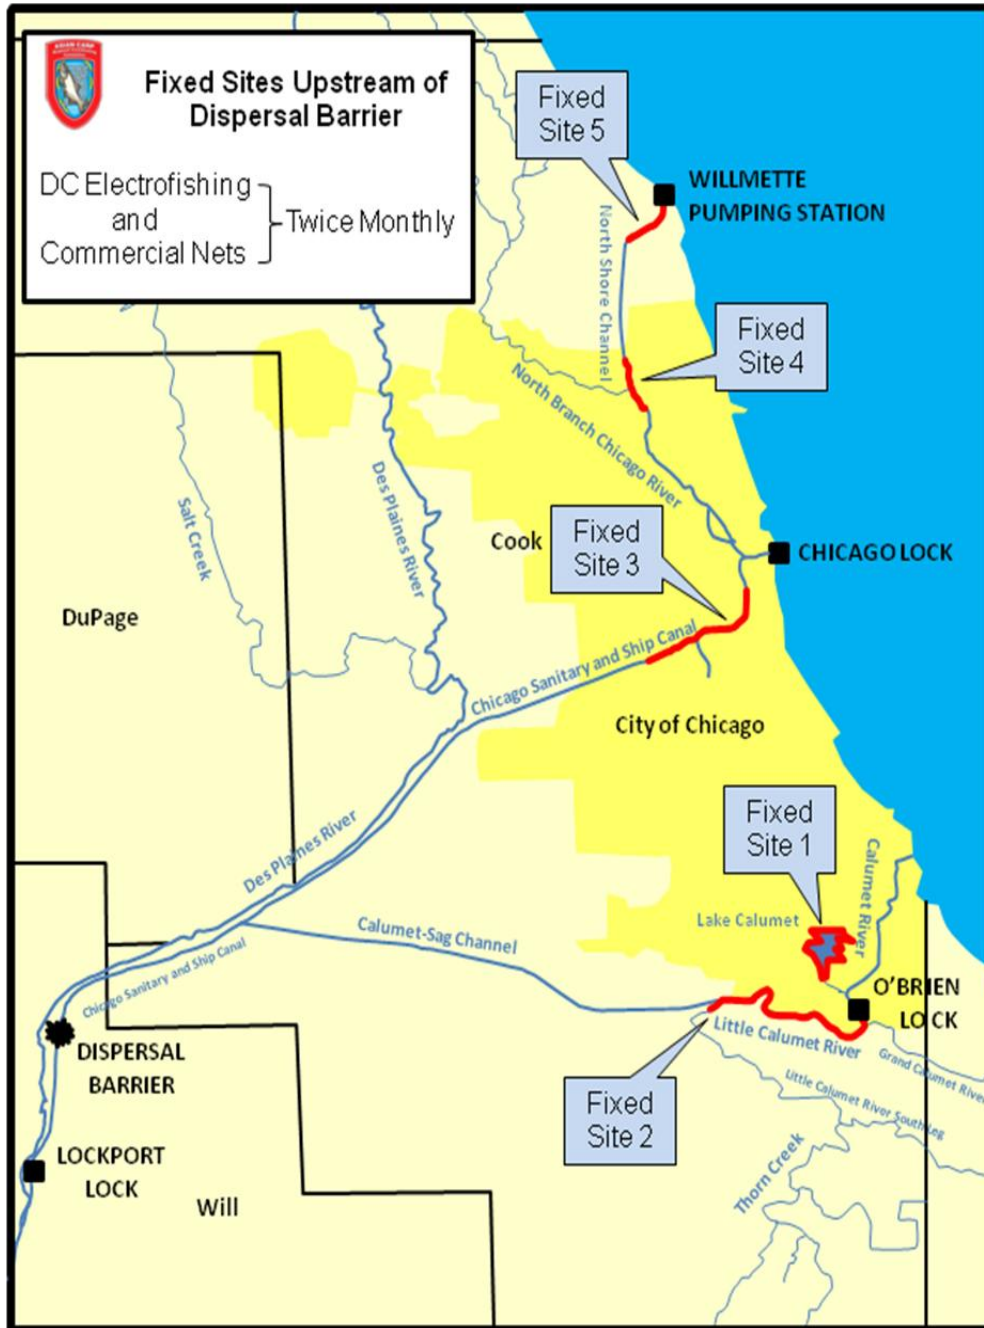 ASIAN CARP
Fixed Sites Upstream of
Dispersal Barrier
DC Electrofishing
and
Commercial Nets
Twice Monthly
Fixed
Site 5
WILLMETTE
PUMPING STATION
North Shore Channel
Fixed
Site 4
North Branch Chicago River
Des Plaines River
Salt Creek
Cook
Fixed
Site 3
CHICAGO LOCK
DuPage
Chicago Sanitary and Ship Canal
City of Chicago
Fixed
Site 1
Des Plaines River
Calumet River
Lake Calumet
Calumet-Sag Channel
Chicago Sanitary and Ship Canal
O'BRIEN
LOCK
Little Calumet River
Grand Calumet River
DISPERSAL
BARRIER
Little Calumet River South Leg
Fixed
Site 2
LOCKPORT
LOCK
Thorn Creek
Will